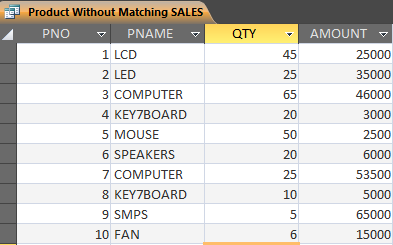 Product Without Matching SALES
PNO PNAME QTY AMOUNT
1 LCD 45 25000
2 LED 25 35000
3 COMPUTER 65 46000
4 KEY7BOARD 20 3000
5 MOUSE 50 2500
6 SPEAKERS 20 6000
7 COMPUTER 25 53500
8 KEY7BOARD 10 5000
9 SMPS 5 65000
10 FAN 6 15000